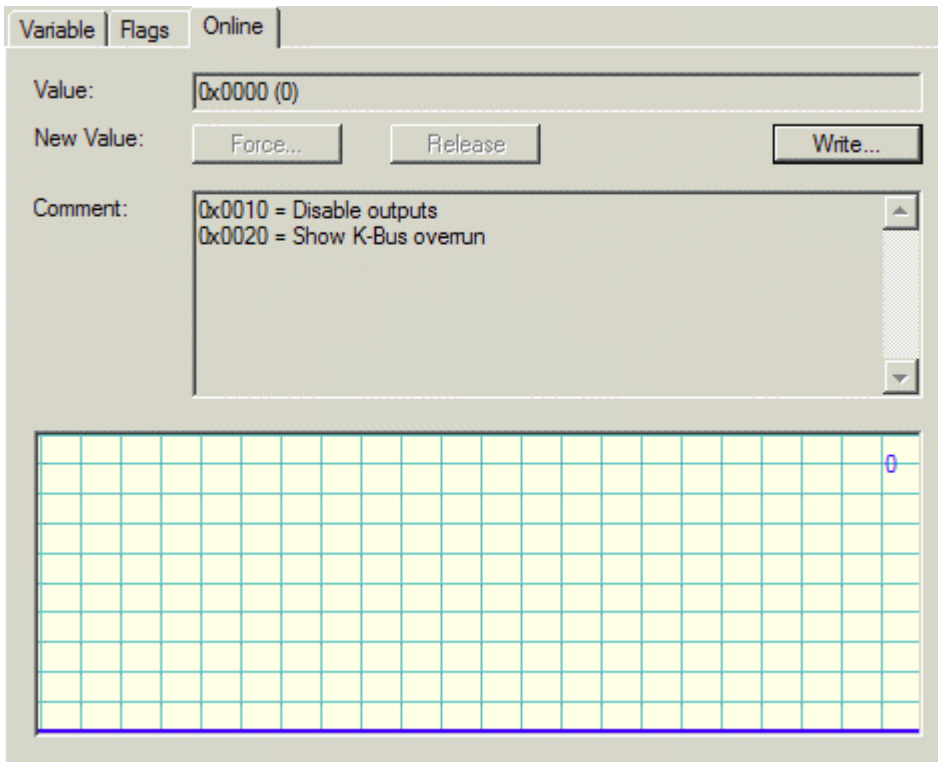 Variable Flags Online
Value: 0x0000 (0)
New Value: Force... Release Write...
Comment: 0x0010 = Disable outputs
0x0020 = Show K-Bus overrun
0